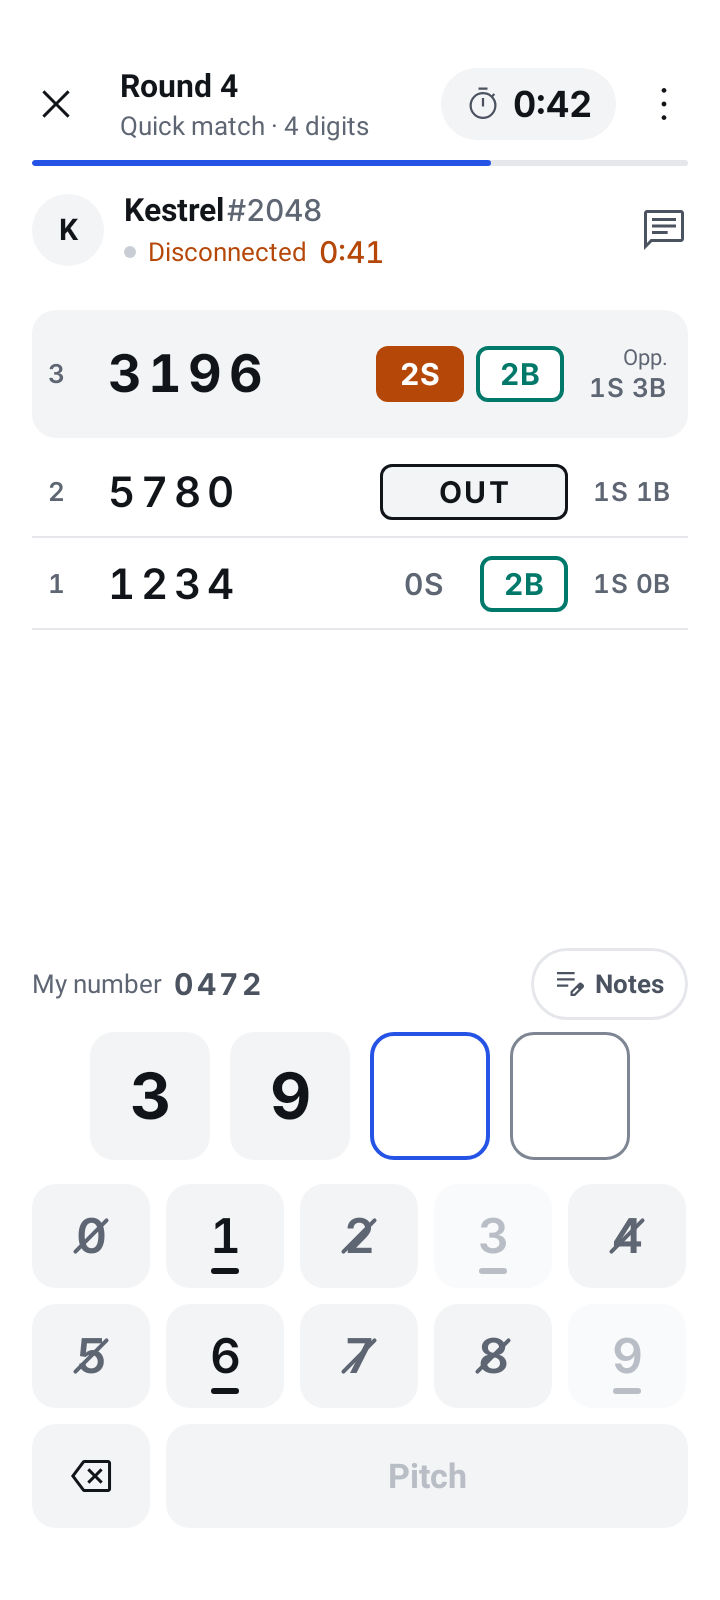 Round 4
Quick match · 4 digits
0:42
K
Kestrel#2048
Disconnected 0:41
3 3196 2S 2B Opp. 1S 3B
2 5780 OUT 1S 1B
1 1234 0S 2B 1S 0B
My number 0472
Notes
3 9
0 1 2 3 4
5 6 7 8 9
Pitch